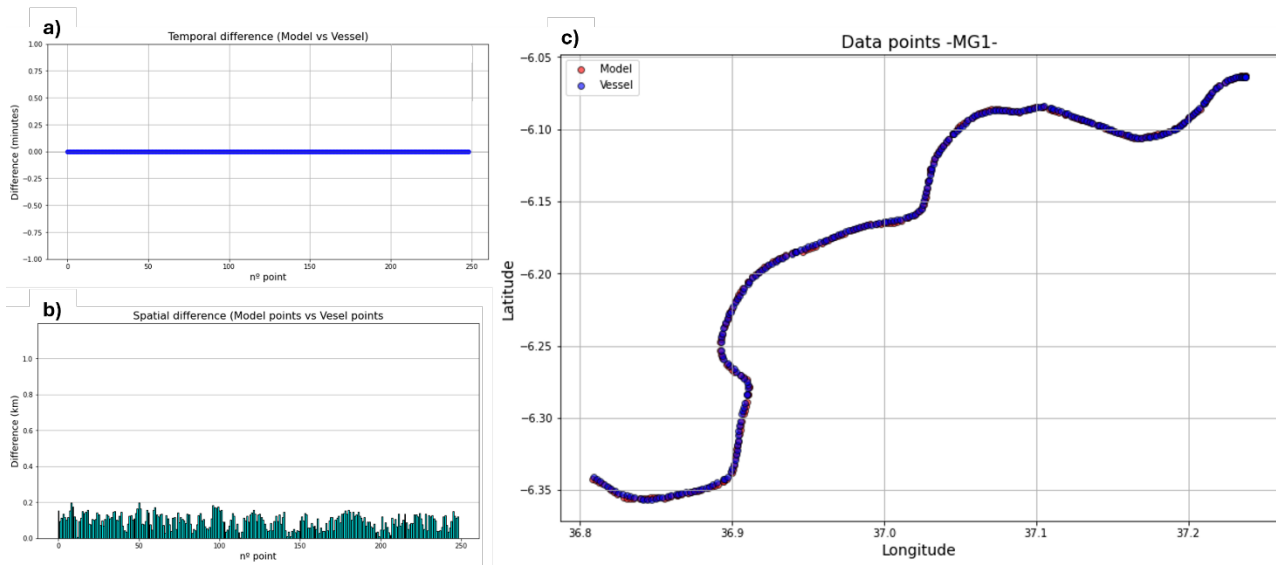 a)
Temporal difference (Model vs Vessel)
1.00
0.75
0.50
0.25
0.00
−0.25
−0.50
−0.75
−1.00
Difference (minutes)
0 50 100 150 200 250
nº point
b)
Spatial difference (Model points vs Vesel points
1.0
0.8
0.6
0.4
0.2
0.0
Difference (km)
0 50 100 150 200 250
nº point
c)
Data points -MG1-
Model
Vessel
−6.05
−6.10
−6.15
−6.20
−6.25
−6.30
−6.35
Latitude
36.8 36.9 37.0 37.1 37.2
Longitude